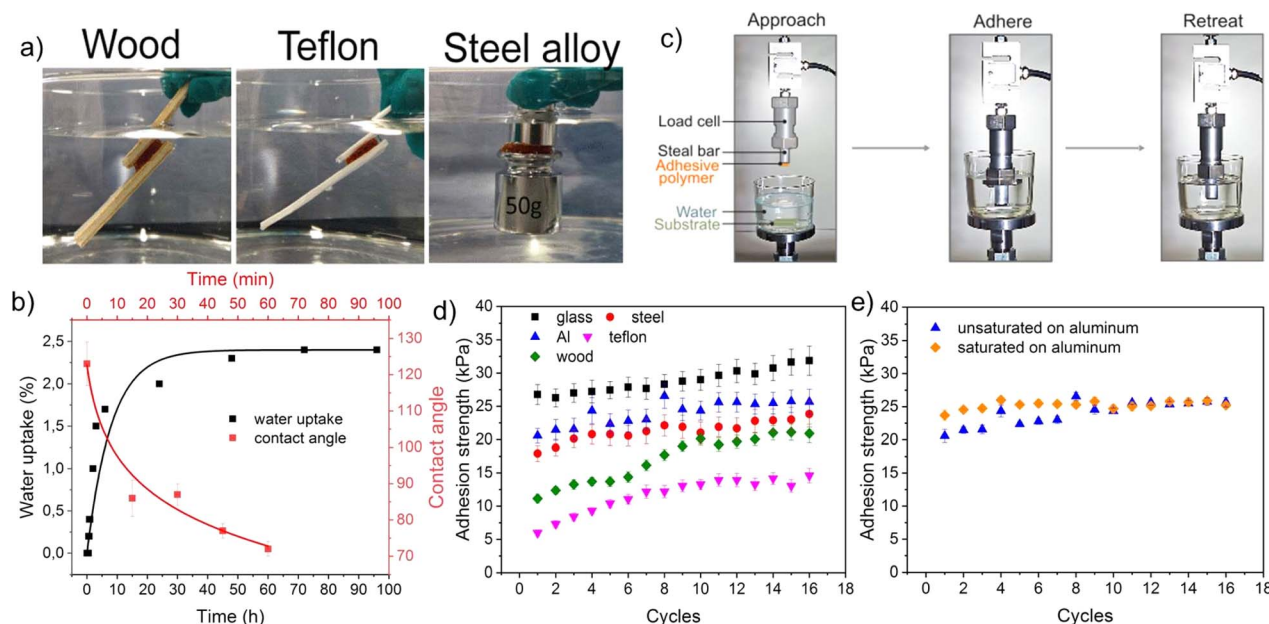 a)
Wood
Teflon
Steel alloy
50g
c)
Approach
Adhere
Retreat
Load cell
Steal bar
Adhesive
polymer
Water
Substrate
b)
Time (min)
0 10 20 30 40 50 60 70 80 90 100
2,5
2,0
1,5
1,0
0,5
0,0
Water uptake (%)
water uptake
contact angle
130
120
110
100
90
80
70
Contact angle
0 10 20 30 40 50 60 70 80 90 100
Time (h)
d)
40
35
30
25
20
15
10
5
0
Adhesion strength (kPa)
glass steel
Al teflon
wood
0 2 4 6 8 10 12 14 16 18
Cycles
e)
40
35
30
25
20
15
10
5
0
Adhesion strength (kPa)
unsaturated on aluminum
saturated on aluminum
0 2 4 6 8 10 12 14 16 18
Cycles